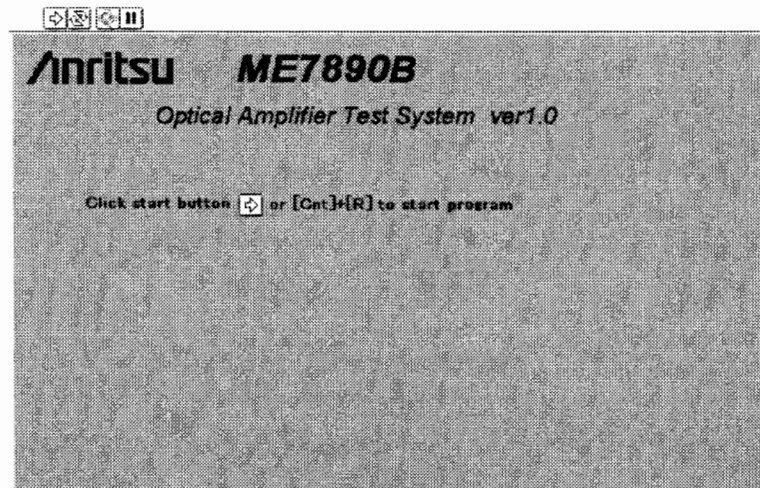 Anritsu ME7890B
Optical Amplifier Test System ver1.0
Click start button or [Cnt]+[R] to start program